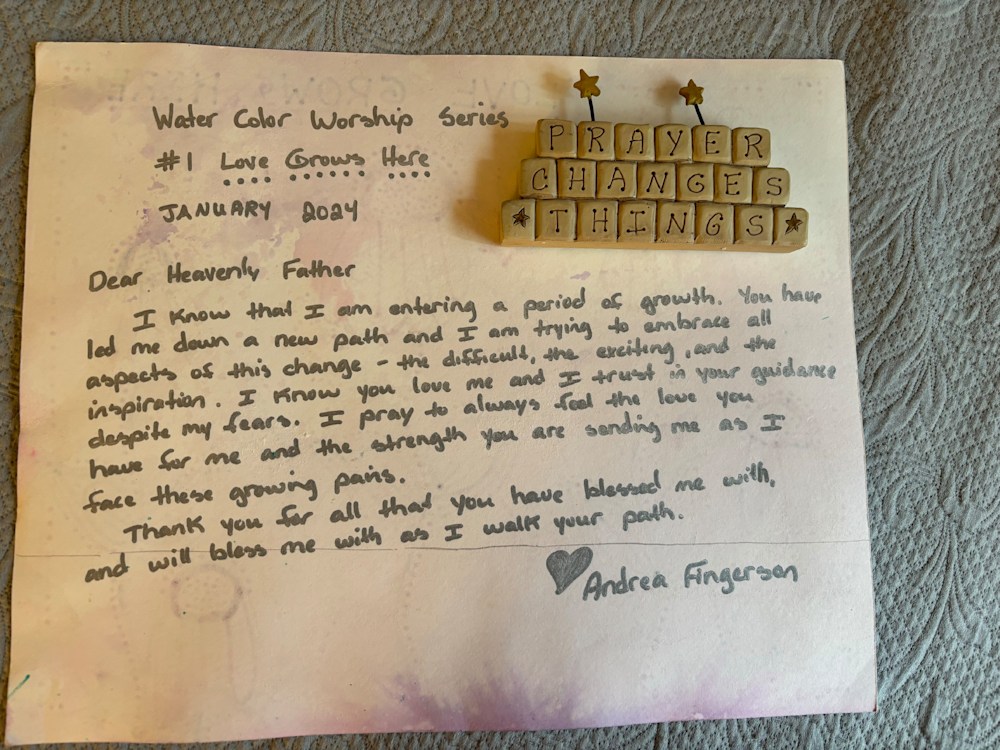 Water Color Worship Series
#1 Love Grows Here
JANUARY 2024
PRAYER
CHANGES
THINGS
Dear Heavenly Father
I know that I am entering a period of growth. You have
led me down a new path and I am trying to embrace all
aspects of this change - the difficult, the exciting, and the
inspiration. I know you love me and I trust in your guidance
despite my fears. I pray to always feel the love you
have for me and the strength you are sending me as I
face these growing pains.
Thank you for all that you have blessed me with,
and will bless me with as I walk your path.
Andrea Fingerson